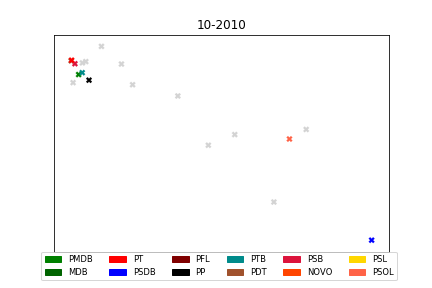 10-2010
PMDB PT PFL PTB PSB PSL
MDB PSDB PP PDT NOVO PSOL